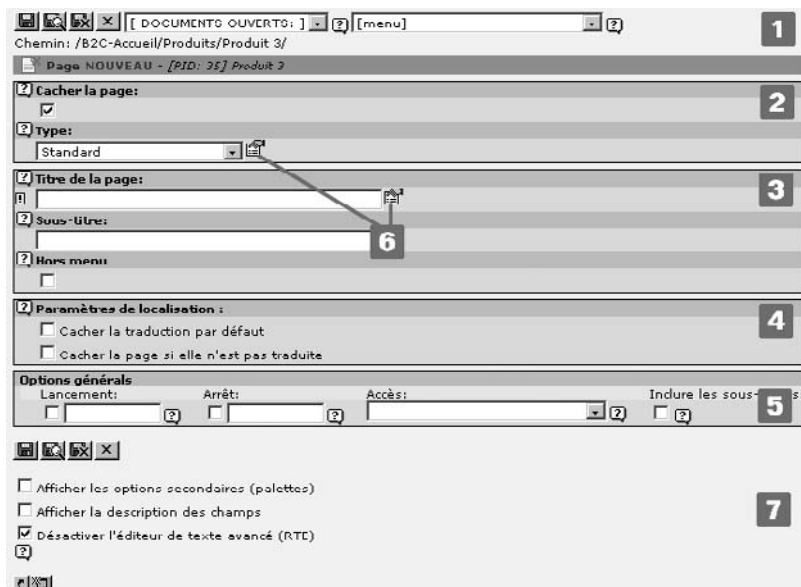 [ DOCUMENTS OUVERTS: ] [menu] 1
Chemin: /B2C-Accueil/Produits/Produit 3/
Page NOUVEAU - [PID: 35] Produit 3
Cacher la page: 2
Type:
Standard
Titre de la page: 3
Sous-titre:
6
Hors menu
Paramètres de localisation :
Cacher la traduction par défaut 4
Cacher la page si elle n'est pas traduite
Options générals
Lancement: Arrêt: Accès: Inclure les sous-
5
Afficher les options secondaires (palettes)
Afficher la description des champs 7
Désactiver l'éditeur de texte avancé (RTE)